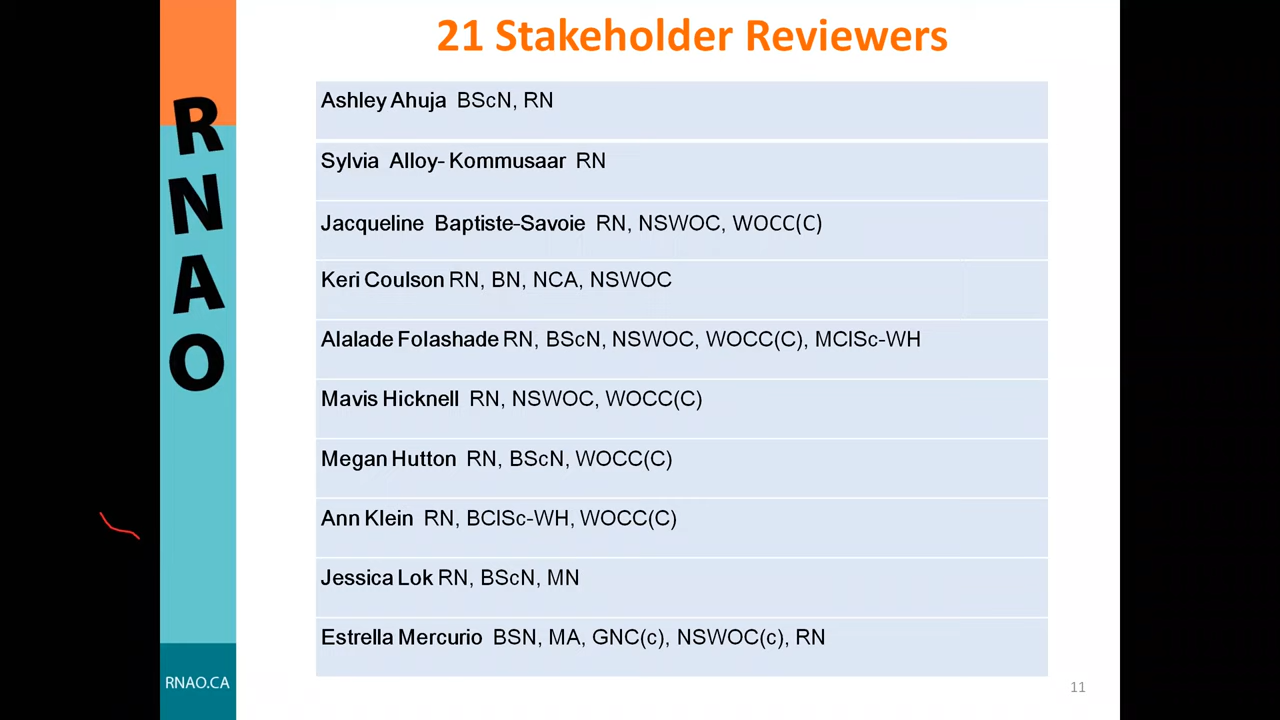 21 Stakeholder Reviewers
RNAO
Ashley Ahuja BScN, RN
Sylvia Alloy- Kommusaar RN
Jacqueline Baptiste-Savoie RN, NSWOC, WOCC(C)
Keri Coulson RN, BN, NCA, NSWOC
Alalade Folashade RN, BScN, NSWOC, WOCC(C), MClSc-WH
Mavis Hicknell RN, NSWOC, WOCC(C)
Megan Hutton RN, BScN, WOCC(C)
Ann Klein RN, BClSc-WH, WOCC(C)
Jessica Lok RN, BScN, MN
Estrella Mercurio BSN, MA, GNC(c), NSWOC(c), RN
RNAO.CA
11